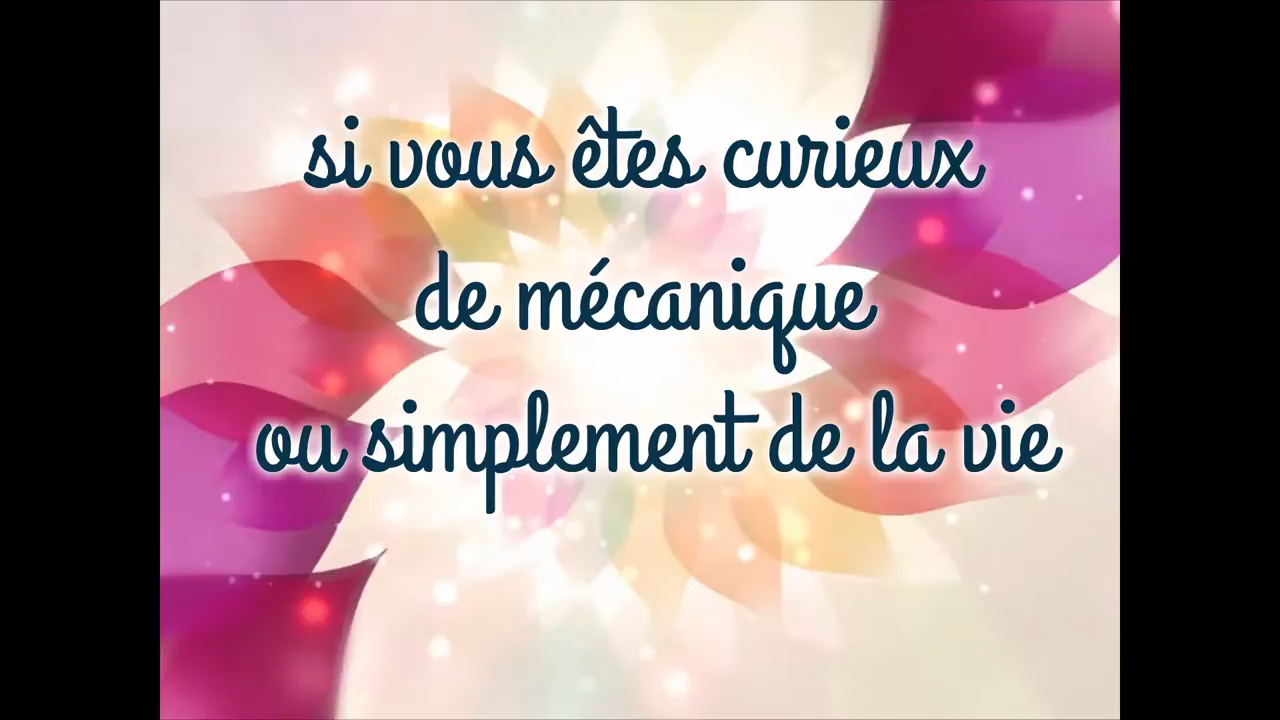 si vous êtes curieux
de mécanique
ou simplement de la vie